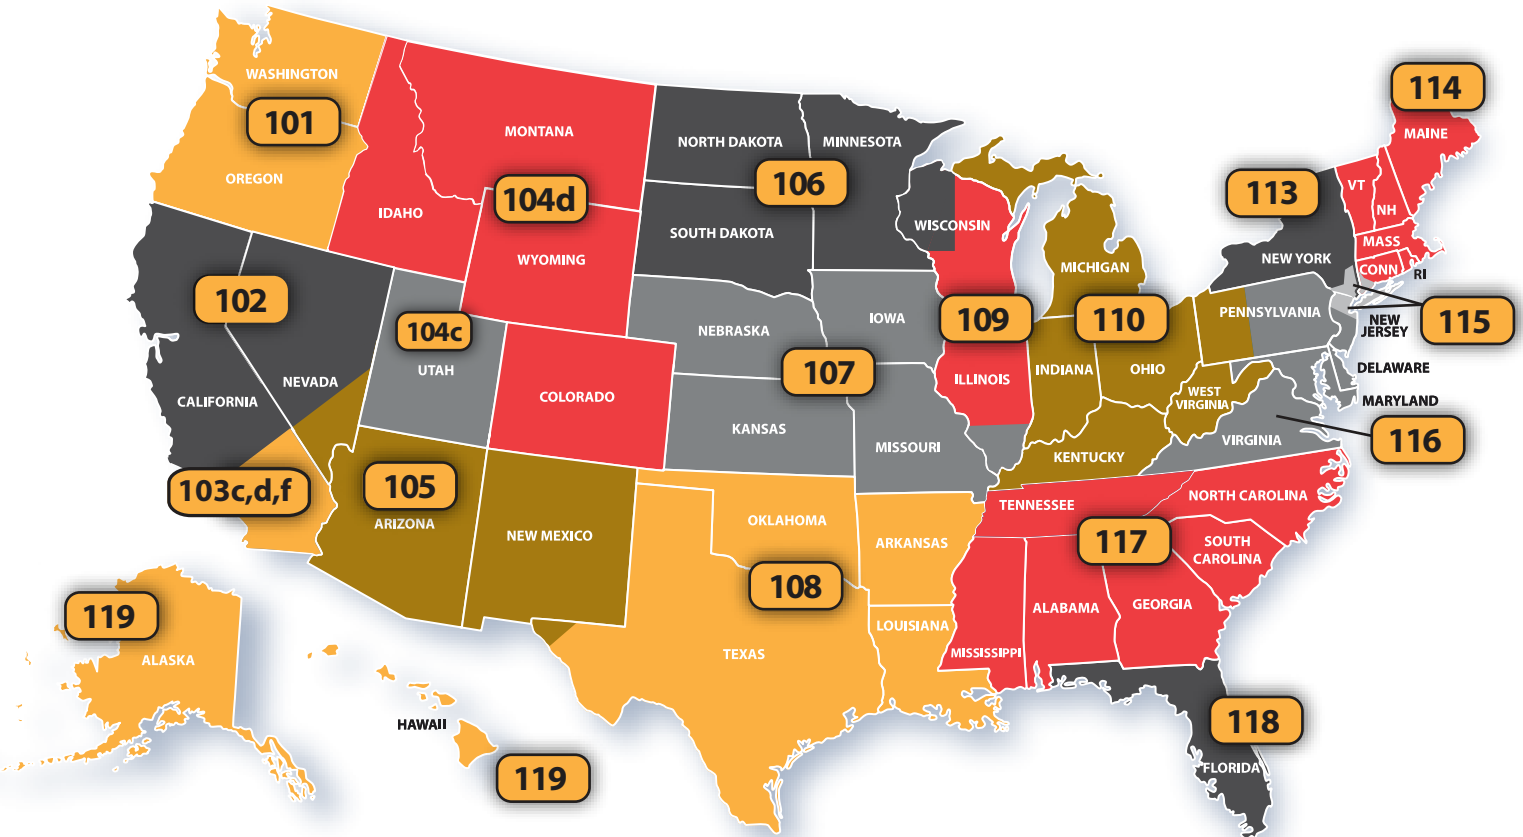 114
WASHINGTON
101
MONTANA
NORTH DAKOTA
MINNESOTA
MAINE
OREGON
104d
106
113
VT
IDAHO
NH
SOUTH DAKOTA
WISCONSIN
MASS
WYOMING
NEW YORK
CONN
RI
MICHIGAN
102
104c
NEBRASKA
IOWA
109
110
PENNSYLVANIA
NEW
JERSEY
115
UTAH
107
ILLINOIS
INDIANA
OHIO
DELAWARE
NEVADA
CALIFORNIA
COLORADO
WEST
VIRGINIA
MARYLAND
KANSAS
MISSOURI
VIRGINIA
116
KENTUCKY
103c,d,f
105
ARIZONA
NORTH CAROLINA
TENNESSEE
NEW MEXICO
OKLAHOMA
ARKANSAS
117
SOUTH
CAROLINA
108
119
ALABAMA
GEORGIA
LOUISIANA
ALASKA
TEXAS
MISSISSIPPI
HAWAII
118
119
FLORIDA